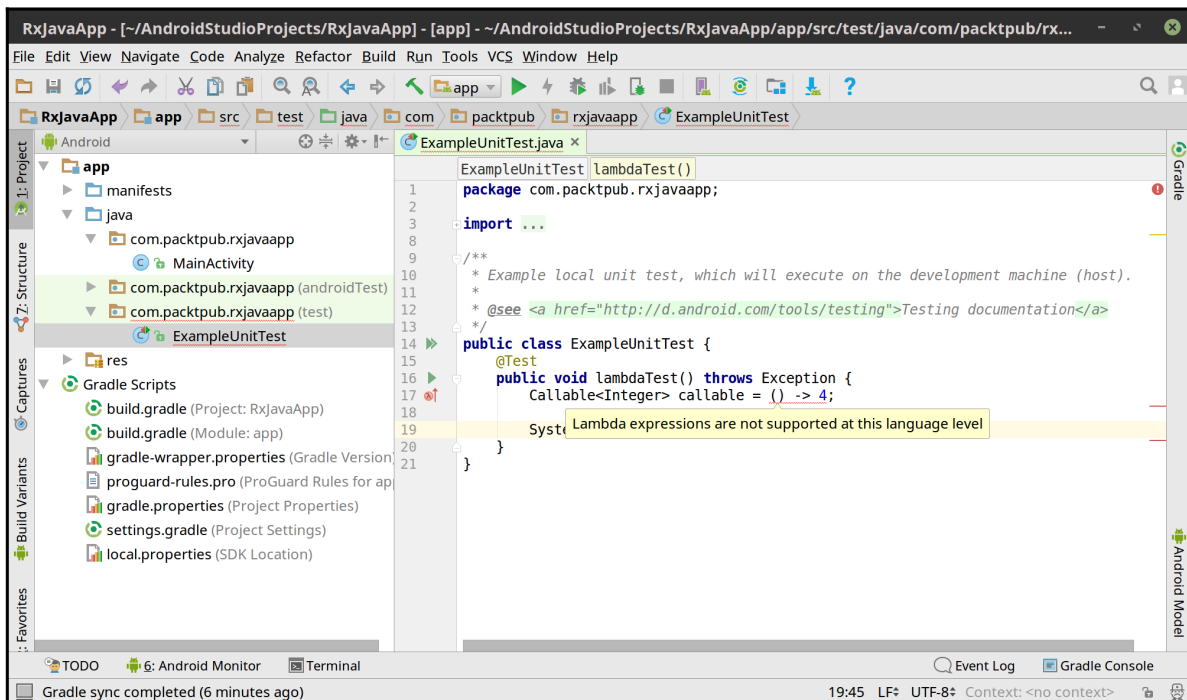 RxJavaApp - [~/AndroidStudioProjects/RxJavaApp] - [app] - ~/AndroidStudioProjects/RxJavaApp/app/src/test/java/com/packtpub/rx...
File Edit View Navigate Code Analyze Refactor Build Run Tools VCS Window Help
app
RxJavaApp app src test java com packtpub rxjavaapp ExampleUnitTest
1: Project
7: Structure
Captures
Build Variants
: Favorites
Android
app
manifests
java
com.packtpub.rxjavaapp
MainActivity
com.packtpub.rxjavaapp (androidTest)
com.packtpub.rxjavaapp (test)
ExampleUnitTest
res
Gradle Scripts
build.gradle (Project: RxJavaApp)
build.gradle (Module: app)
gradle-wrapper.properties (Gradle Version
proguard-rules.pro (ProGuard Rules for ap
gradle.properties (Project Properties)
settings.gradle (Project Settings)
local.properties (SDK Location)
ExampleUnitTest.java
ExampleUnitTest lambdaTest()
1 package com.packtpub.rxjavaapp;
2
3 import ...
8
9 /**
10 * Example local unit test, which will execute on the development machine (host).
11 *
12 * @see <a href="http://d.android.com/tools/testing">Testing documentation</a>
13 */
14 public class ExampleUnitTest {
15 @Test
16 public void lambdaTest() throws Exception {
17 Callable<Integer> callable = () -> 4;
18
Lambda expressions are not supported at this language level
19 Syste
20 }
21 }
Gradle
Android Model
TODO 6: Android Monitor Terminal Event Log Gradle Console
Gradle sync completed (6 minutes ago) 19:45 LF UTF-8 Context: <no context>